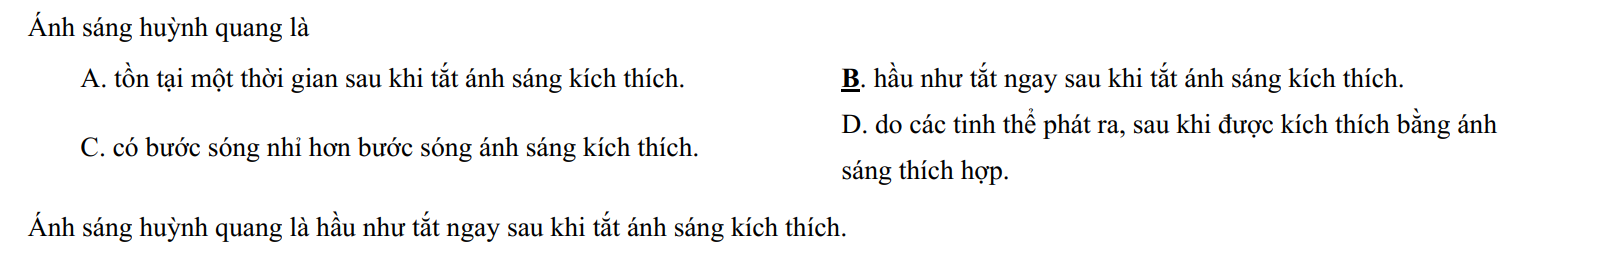 Ánh sáng huỳnh quang là
A. tồn tại một thời gian sau khi tắt ánh sáng kích thích.
B. hầu như tắt ngay sau khi tắt ánh sáng kích thích.
C. có bước sóng nhỉ hơn bước sóng ánh sáng kích thích.
D. do các tinh thể phát ra, sau khi được kích thích bằng ánh
sáng thích hợp.
Ánh sáng huỳnh quang là hầu như tắt ngay sau khi tắt ánh sáng kích thích.